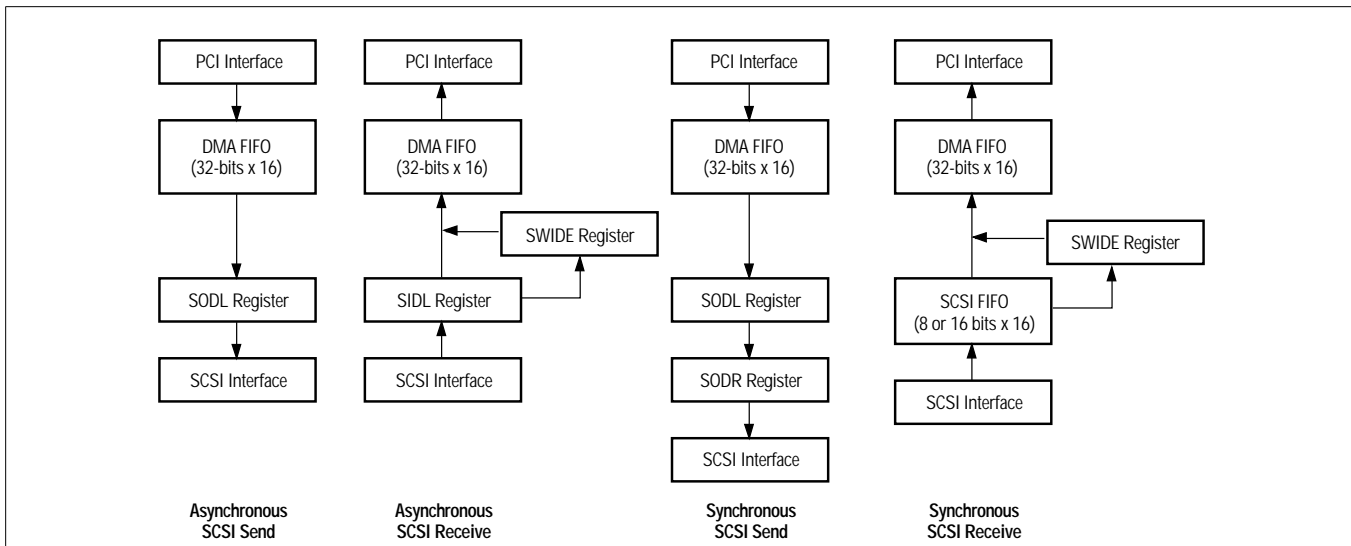 PCI Interface
DMA FIFO
(32-bits x 16)
SODL Register
SCSI Interface
Asynchronous
SCSI Send
PCI Interface
DMA FIFO
(32-bits x 16)
SWIDE Register
SIDL Register
SCSI Interface
Asynchronous
SCSI Receive
PCI Interface
DMA FIFO
(32-bits x 16)
SODL Register
SODR Register
SCSI Interface
Synchronous
SCSI Send
PCI Interface
DMA FIFO
(32-bits x 16)
SWIDE Register
SCSI FIFO
(8 or 16 bits x 16)
SCSI Interface
Synchronous
SCSI Receive